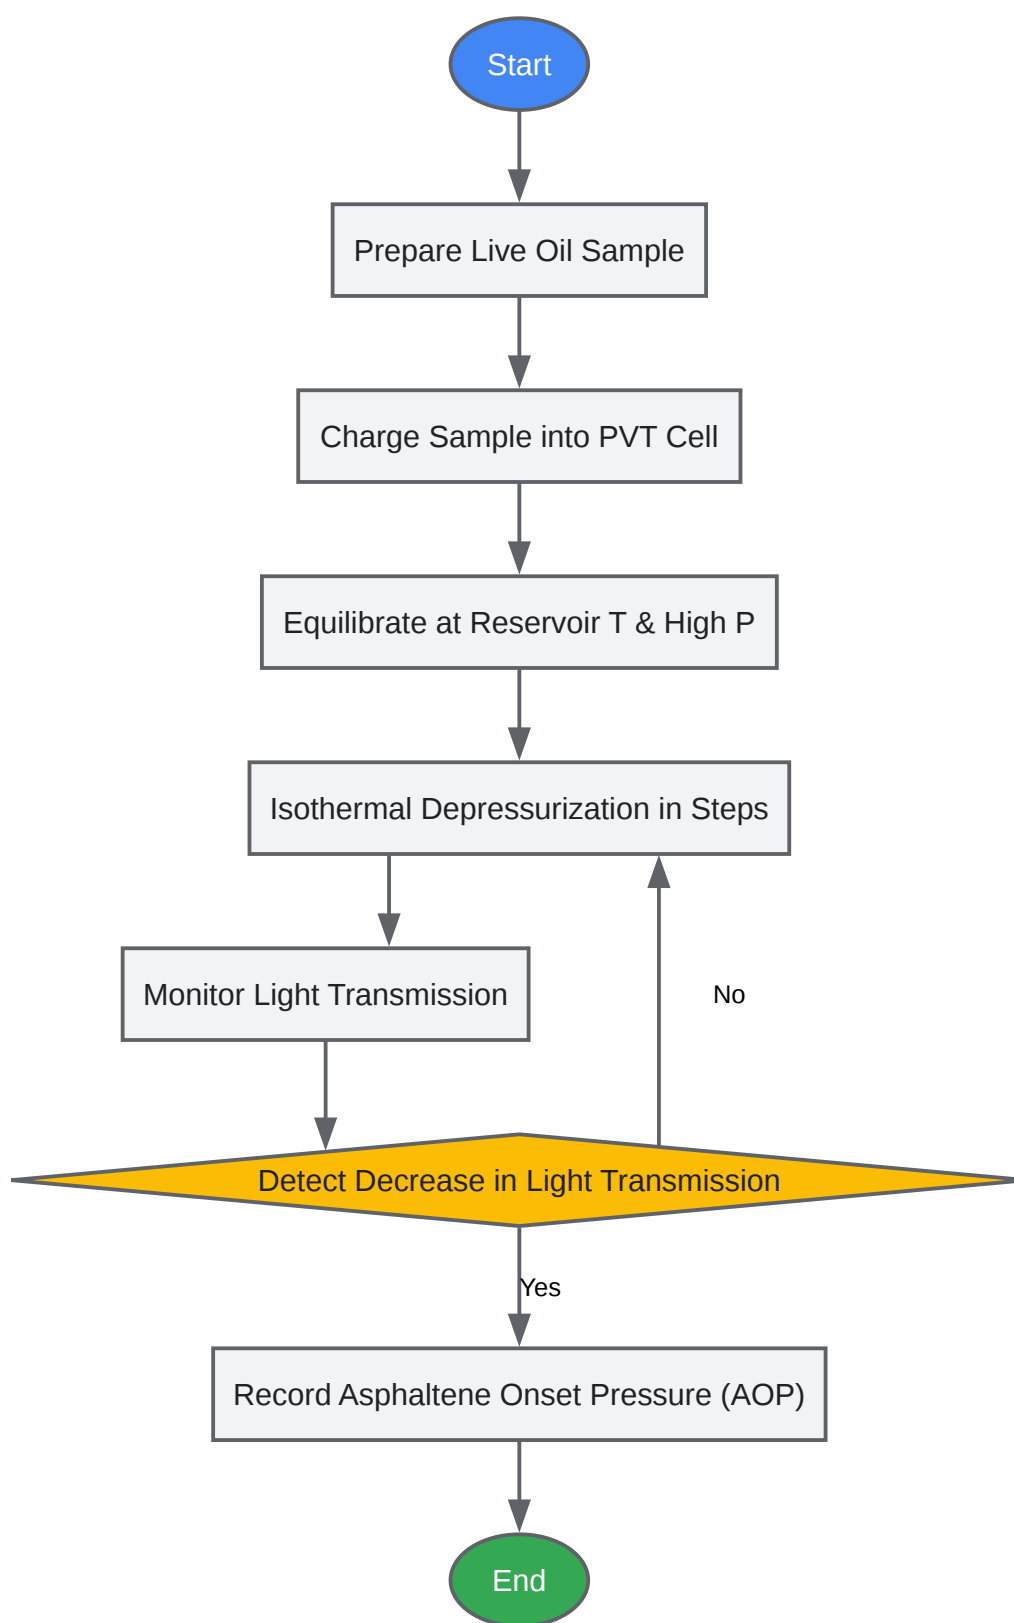 Start
Prepare Live Oil Sample
Charge Sample into PVT Cell
Equilibrate at Reservoir T & High P
Isothermal Depressurization in Steps
Monitor Light Transmission
No
Detect Decrease in Light Transmission
Yes
Record Asphaltene Onset Pressure (AOP)
End